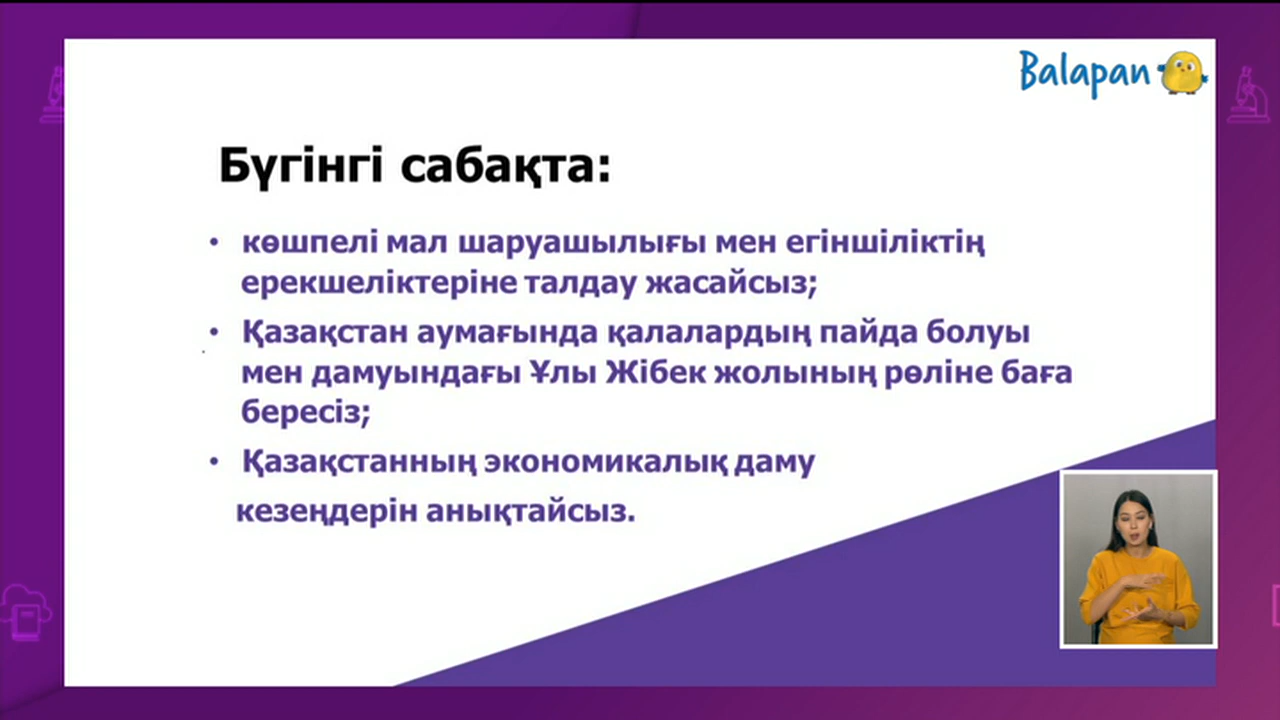 Balapan
Бүгінгі сабақта:
• көшпелі мал шаруашылығы мен егіншіліктің
ерекшеліктеріне талдау жасайсыз;
• Қазақстан аумағында қалалардың пайда болуы
мен дамуындағы Ұлы Жібек жолының рөліне баға
бересіз;
• Қазақстанның экономикалық даму
кезеңдерін анықтайсыз.